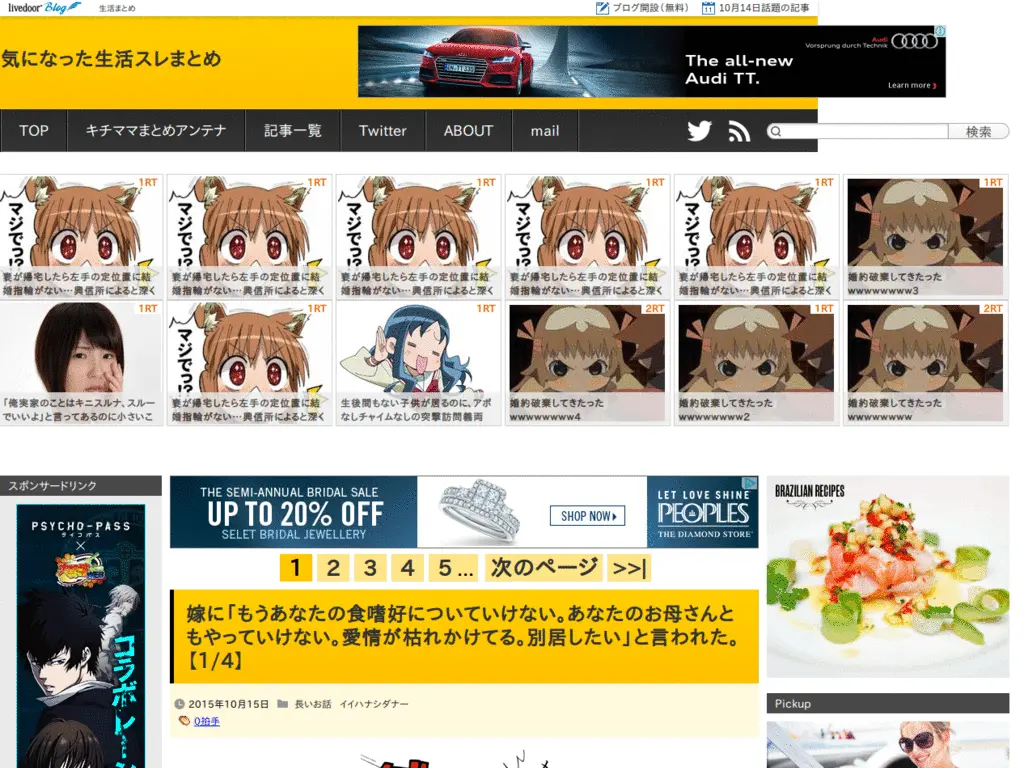 livedoor Blog 生活まとめ
ブログ開設(無料) 10月14日話題の記事
気になった生活スレまとめ
Audi
Vorsprung durch Technik
The all-new
Audi TT.
Learn more
TOP キチママまとめアンテナ 記事一覧 Twitter ABOUT mail
検索
1RT 1RT 1RT 1RT 1RT 1RT
マジでっ!? マジでっ!? マジでっ!? マジでっ!? マジでっ!?
妻が帰宅したら左手の定位置に結 妻が帰宅したら左手の定位置に結 妻が帰宅したら左手の定位置に結 妻が帰宅したら左手の定位置に結 妻が帰宅したら左手の定位置に結 婚約破棄してきたった
婚指輪がない…興信所によると深く 婚指輪がない…興信所によると深く 婚指輪がない…興信所によると深く 婚指輪がない…興信所によると深く 婚指輪がない…興信所によると深く wwwwwwww3
1RT 1RT 1RT 2RT 1RT 2RT
マジでっ!?
「俺実家のことはキニスルナ、スルー 妻が帰宅したら左手の定位置に結 生後間もない子供が居るのに、アポ 婚約破棄してきたった 婚約破棄してきたった 婚約破棄してきたった
でいいよ」と言ってあるのに小さいこ 婚指輪がない…興信所によると深く なしチャイムなしの突撃訪問義両 wwwwwwww4 wwwwwwww2 wwwwwwww
スポンサードリンク
PSYCHO-PASS
サイコパス
×
コラボレーシ
THE SEMI-ANNUAL BRIDAL SALE
UP TO 20% OFF
SELET BRIDAL JEWELLERY
SHOP NOW
LET LOVE SHINE
PEOPLES
THE DIAMOND STORE
BRAZILIAN RECIPES
1 2 3 4 5... 次のページ >>|
嫁に「もうあなたの食嗜好についていけない。あなたのお母さんと
もやっていけない。愛情が枯れかけてる。別居したい」と言われた。
【1/4】
2015年10月15日 長いお話 イイハナシダナー
0拍手
Pickup